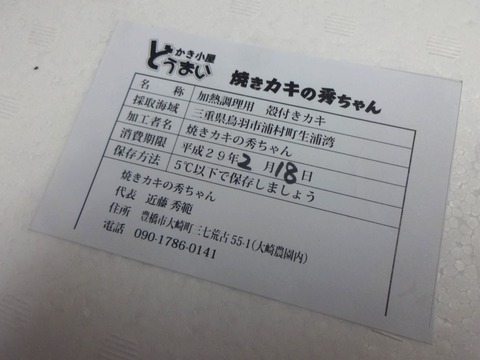 かき小屋
どうまい 焼きカキの秀ちゃん
名 称 加熱調理用 殻付きカキ
採取海域 三重県鳥羽市浦村町生浦湾
加工者名 焼きカキの秀ちゃん
消費期限 平成29年2月18日
保存方法 5℃以下で保存しましょう
焼きカキの秀ちゃん
代表 近藤 秀範
住所 豊橋市大崎町三七荒古55-1(大崎農園内)
電話 090-1786-0141